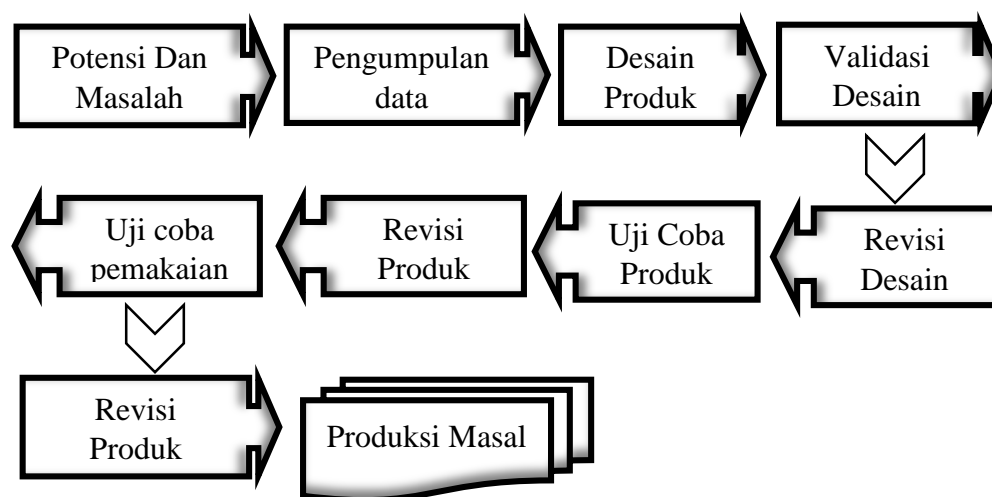 Potensi Dan
Masalah
Pengumpulan
data
Desain
Produk
Validasi
Desain
Revisi
Desain
Uji Coba
Produk
Revisi
Produk
Uji coba
pemakaian
Revisi
Produk
Produksi Masal